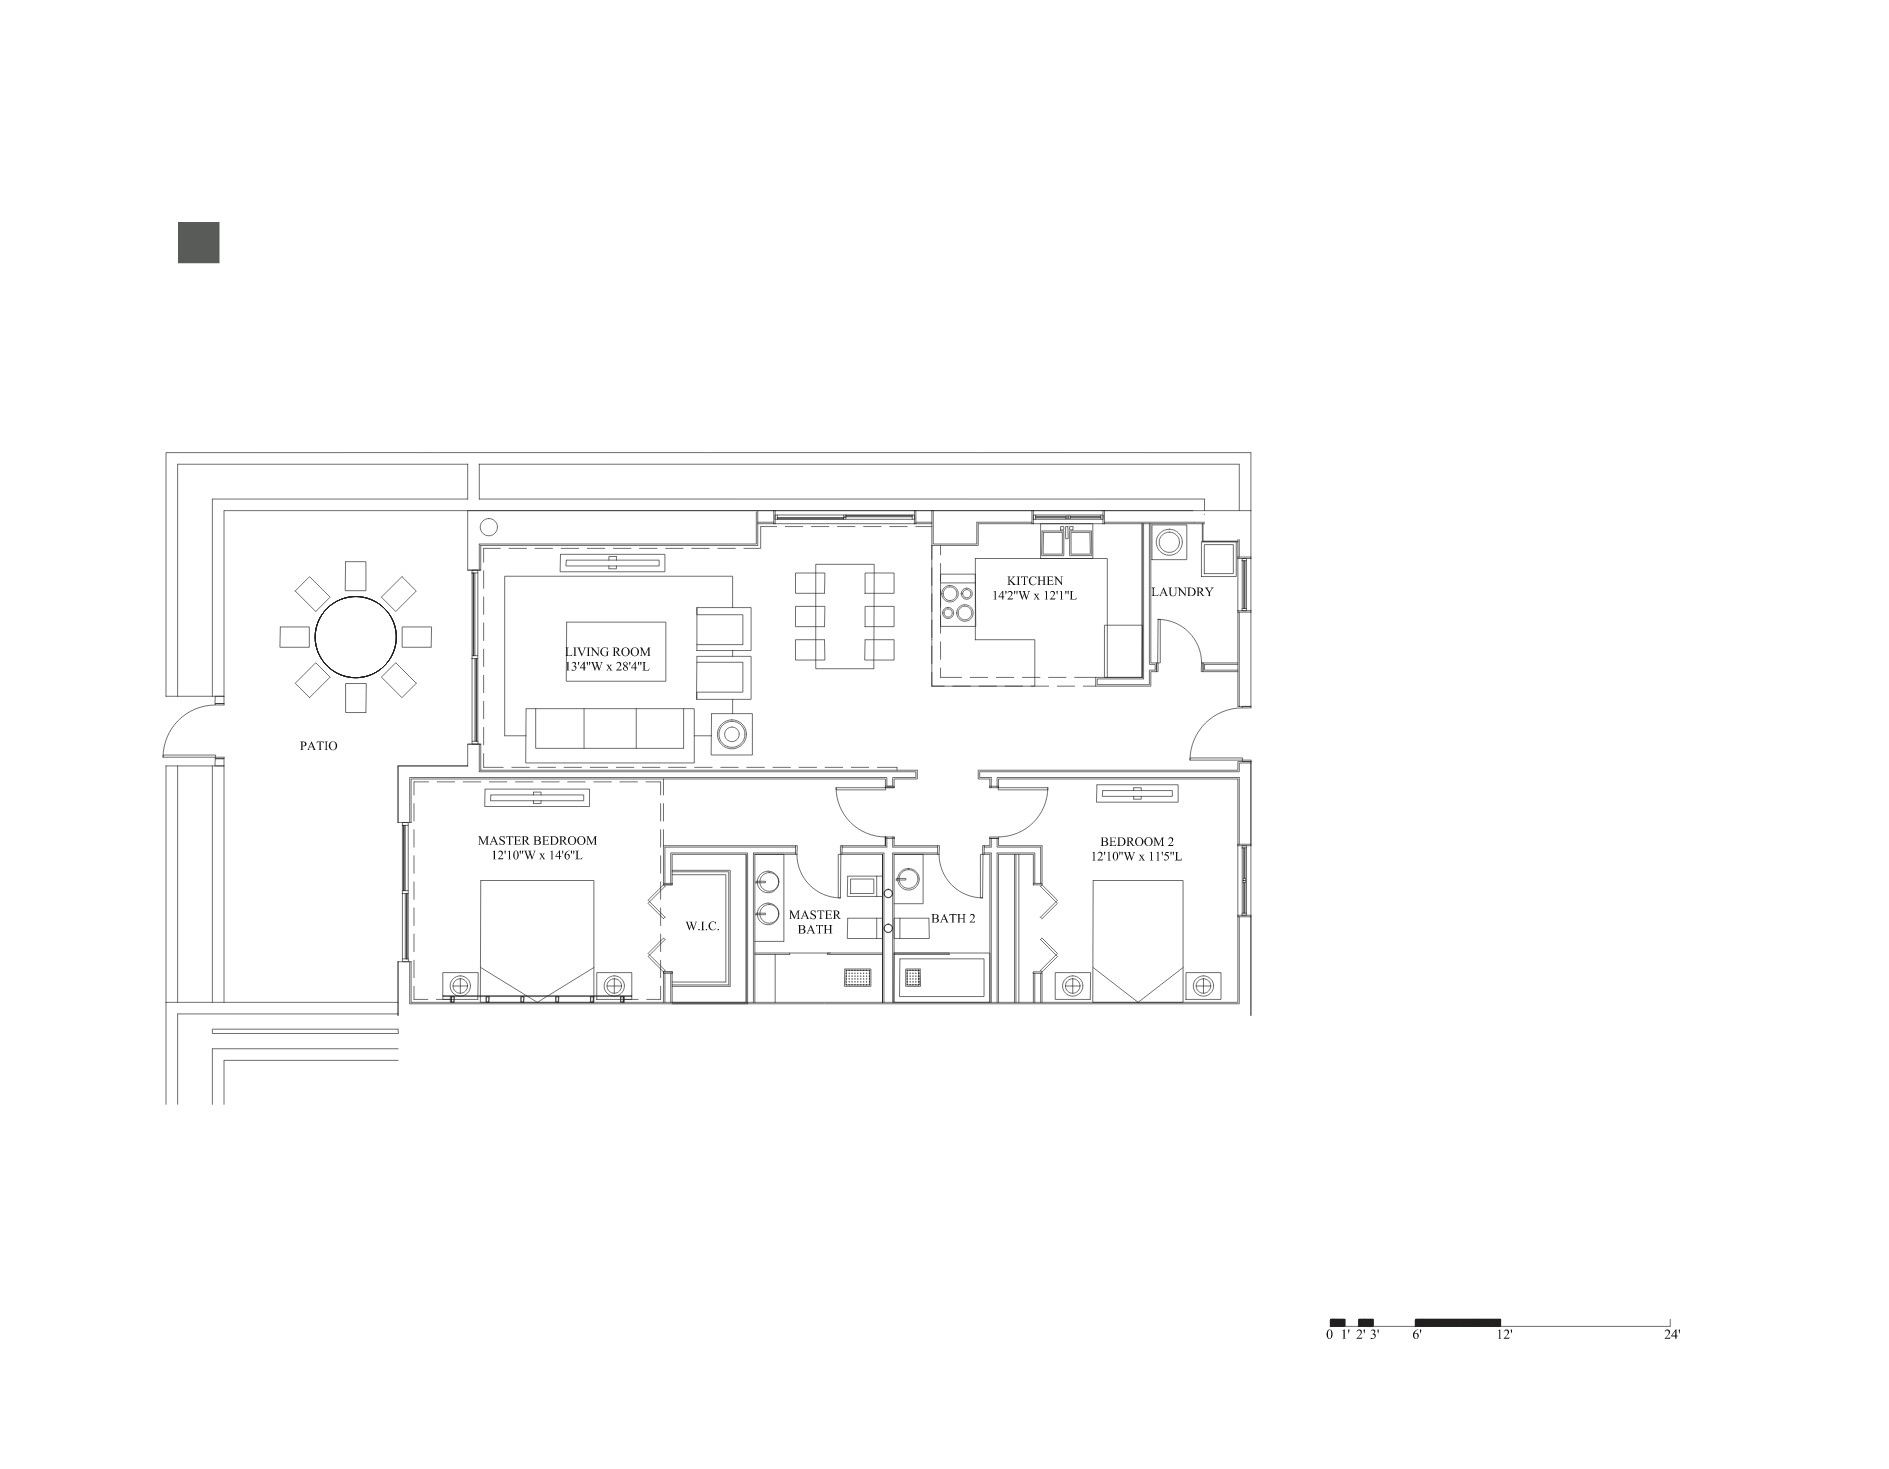 KITCHEN
14'2"W x 12'1"L
LAUNDRY
LIVING ROOM
13'4"W x 28'4"L
PATIO
MASTER BEDROOM
12'10"W x 14'6"L
BEDROOM 2
12'10"W x 11'5"L
W.I.C.
MASTER
BATH
BATH 2
0 1' 2' 3' 6' 12' 24'